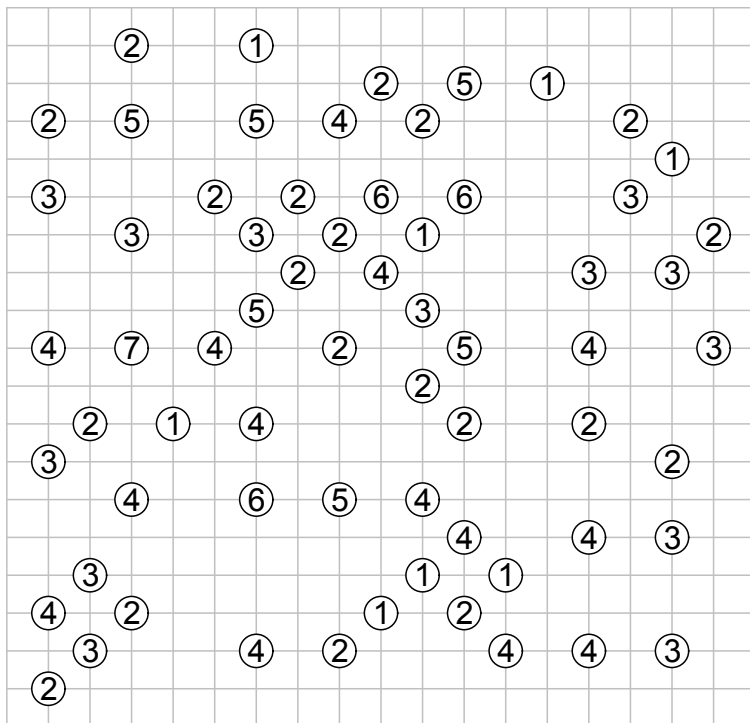 2 1
2 5 1
2 5 5 4 2 2
1
3 2 2 6 6 3
3 3 2 1 2
2 4 3 3
5 3
4 7 4 2 5 4 3
2
2 1 4 2 2
3 2
4 6 5 4
4 4 3
3 1 1
4 2 1 2
3 4 2 4 4 3
2